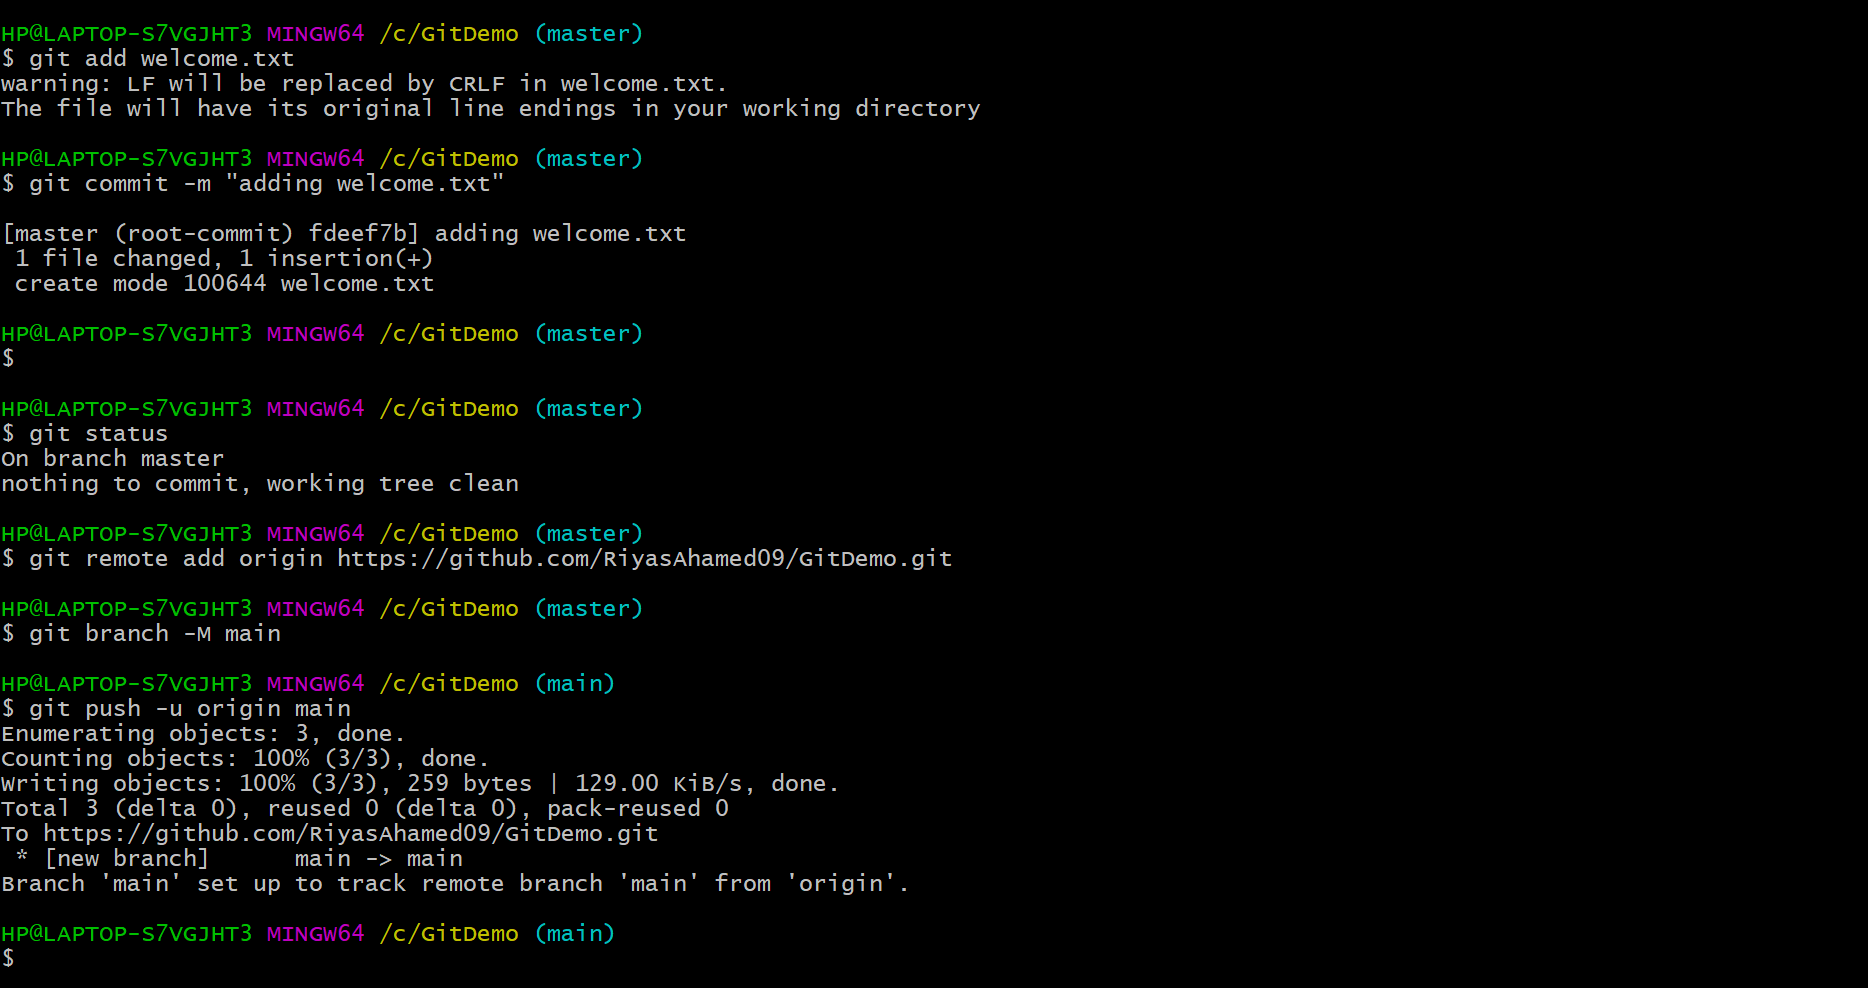 HP@LAPTOP-S7VGJHT3 MINGW64 /c/GitDemo (master)
$ git add welcome.txt
warning: LF will be replaced by CRLF in welcome.txt.
The file will have its original line endings in your working directory
HP@LAPTOP-S7VGJHT3 MINGW64 /c/GitDemo (master)
$ git commit -m "adding welcome.txt"
[master (root-commit) fdeef7b] adding welcome.txt
 1 file changed, 1 insertion(+)
 create mode 100644 welcome.txt
HP@LAPTOP-S7VGJHT3 MINGW64 /c/GitDemo (master)
$
HP@LAPTOP-S7VGJHT3 MINGW64 /c/GitDemo (master)
$ git status
On branch master
nothing to commit, working tree clean
HP@LAPTOP-S7VGJHT3 MINGW64 /c/GitDemo (master)
$ git remote add origin https://github.com/RiyasAhamed09/GitDemo.git
HP@LAPTOP-S7VGJHT3 MINGW64 /c/GitDemo (master)
$ git branch -M main
HP@LAPTOP-S7VGJHT3 MINGW64 /c/GitDemo (main)
$ git push -u origin main
Enumerating objects: 3, done.
Counting objects: 100% (3/3), done.
Writing objects: 100% (3/3), 259 bytes | 129.00 KiB/s, done.
Total 3 (delta 0), reused 0 (delta 0), pack-reused 0
To https://github.com/RiyasAhamed09/GitDemo.git
 * [new branch]      main -> main
Branch 'main' set up to track remote branch 'main' from 'origin'.
HP@LAPTOP-S7VGJHT3 MINGW64 /c/GitDemo (main)
$